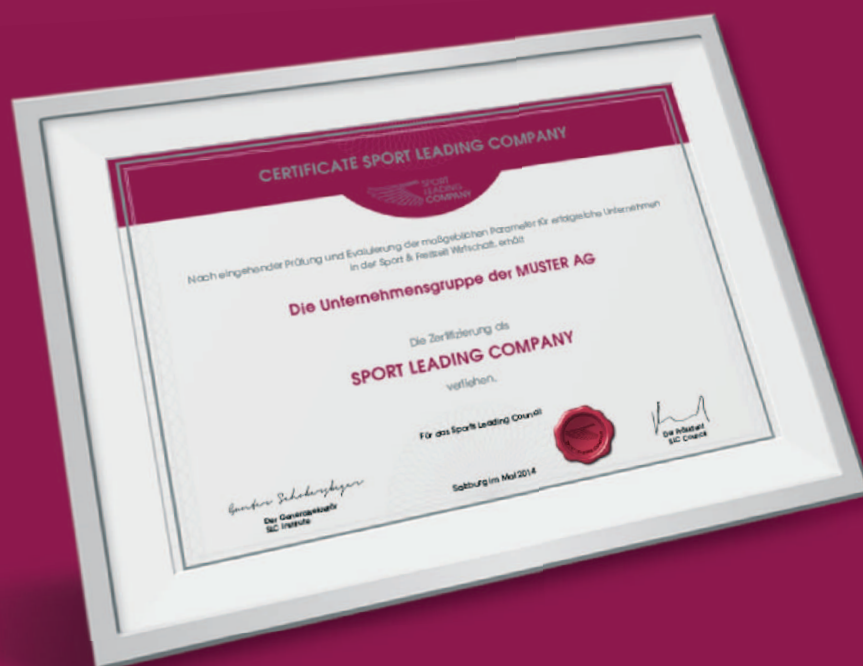 CERTIFICATE SPORT LEADING COMPANY
SPORT
LEADING
COMPANY
Nach eingehender Prüfung und Evaluierung der maßgeblichen Parameter für erfolgreiche Unternehmen
in der Sport & Freizeit Wirtschaft, erhält
Die Unternehmensgruppe der MUSTER AG
Die Zertifizierung als
SPORT LEADING COMPANY
verliehen.
Für das Sports Leading Council
Salzburg im Mai 2014
Der Generalsekretär
SLC Institute
Der Präsident
SLC Council